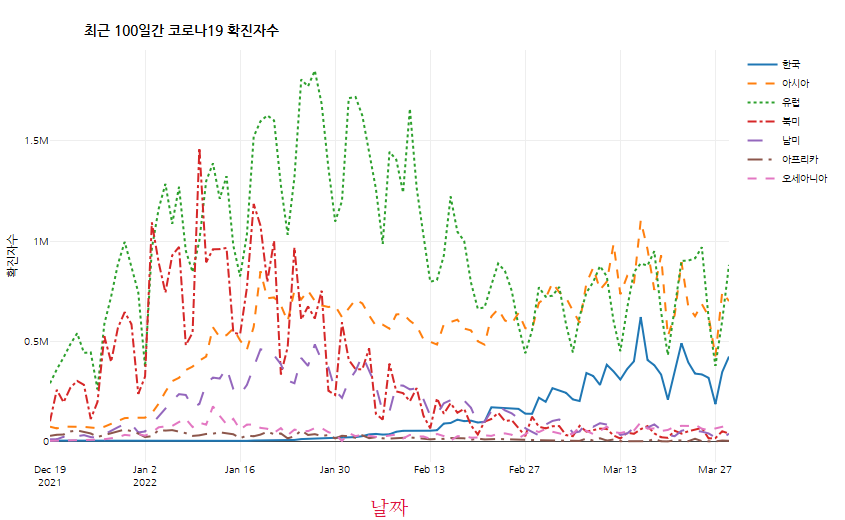 최근 100일간 코로나19 확진자수
한국
아시아
유럽
북미
남미
아프리카
오세아니아
확진자수
1.5M
1M
0.5M
0
Dec 19
2021
Jan 2
2022
Jan 16
Jan 30
Feb 13
Feb 27
Mar 13
Mar 27
날짜